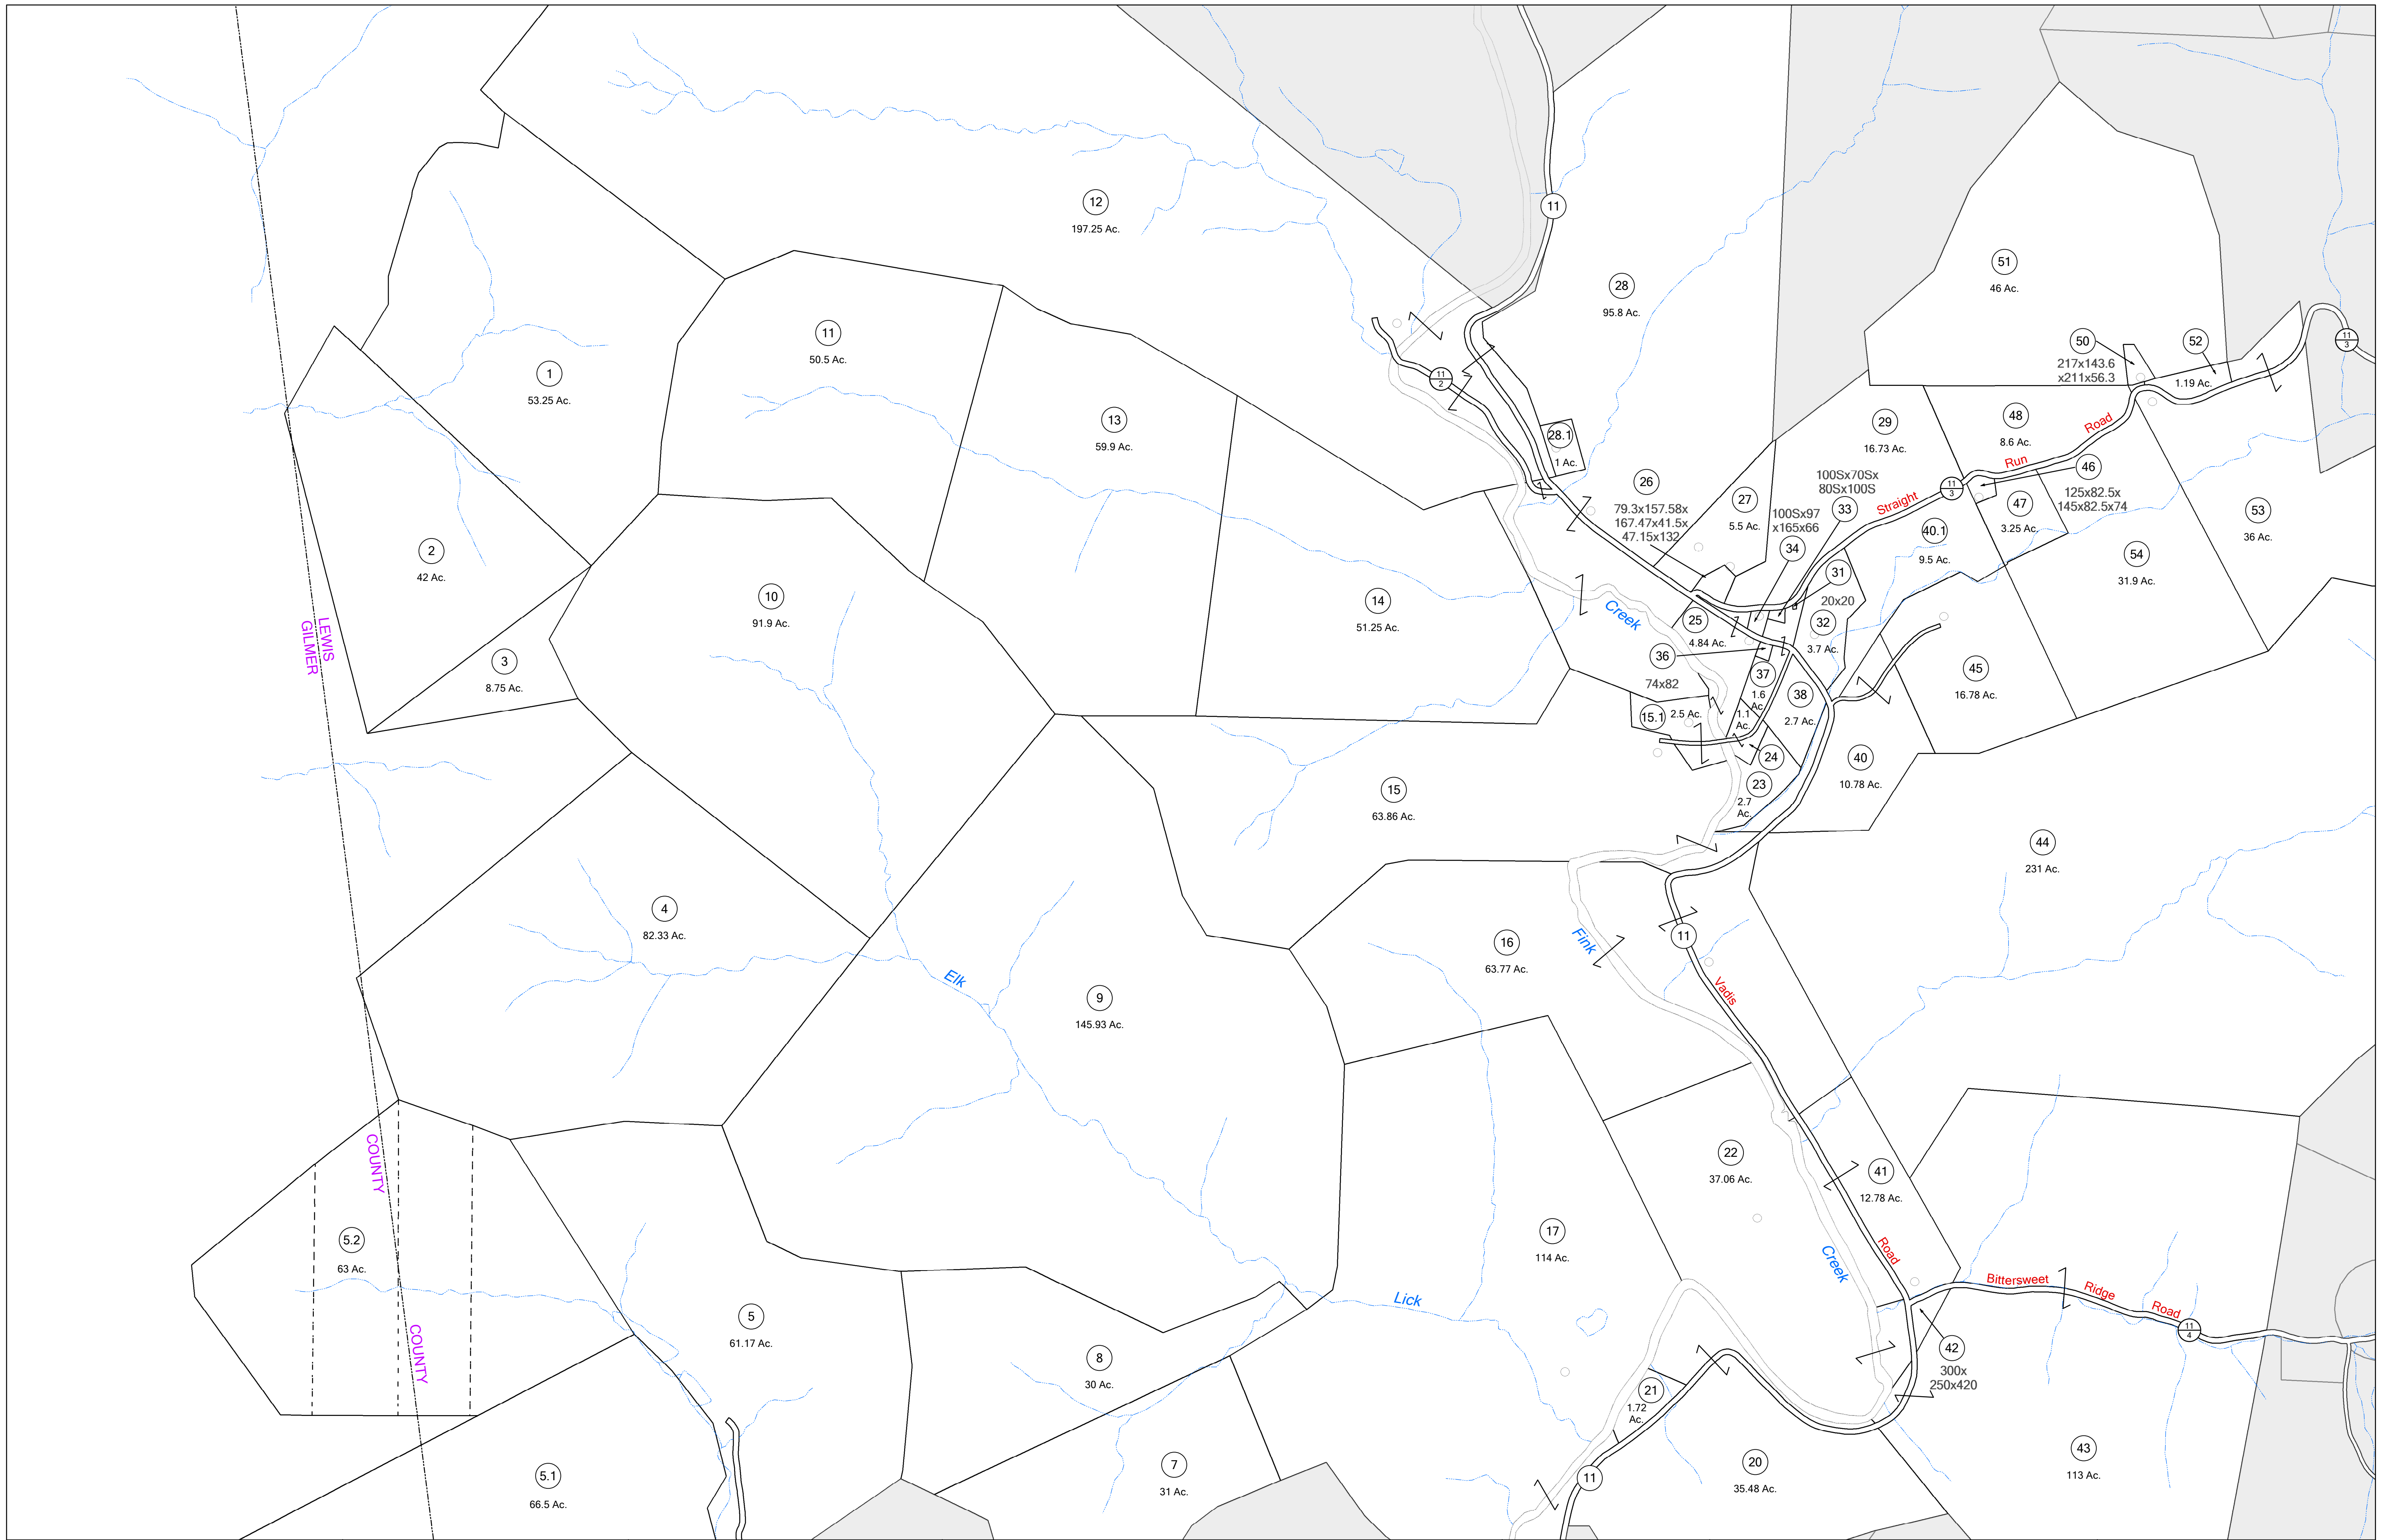 12
197.25 Ac.
11
51
46 Ac.
28
95.8 Ac.
11
50.5 Ac.
1
53.25 Ac.
11
2
11
3
50
217x143.6
x211x56.3
52
1.19 Ac.
13
59.9 Ac.
28.1
1 Ac.
29
16.73 Ac.
48
8.6 Ac.
Straight Run Road
11
3
46
125x82.5x
145x82.5x74
47
3.25 Ac.
53
36 Ac.
26
79.3x157.58x
167.47x41.5x
47.15x132
27
5.5 Ac.
100Sx70Sx
80Sx100S
33
100Sx97
x165x66
34
40.1
9.5 Ac.
54
31.9 Ac.
2
42 Ac.
10
91.9 Ac.
14
51.25 Ac.
Creek
31
20x20
32
3.7 Ac.
25
4.84 Ac.
36
74x82
37
1.6
Ac.
38
2.7 Ac.
45
16.78 Ac.
LEWIS
GILMER
3
8.75 Ac.
15.1
2.5 Ac.
1.1
Ac.
24
23
2.7
Ac.
40
10.78 Ac.
15
63.86 Ac.
44
231 Ac.
4
82.33 Ac.
16
63.77 Ac.
Fink
11
Vadis
Elk
9
145.93 Ac.
COUNTY
22
37.06 Ac.
41
12.78 Ac.
5.2
63 Ac.
17
114 Ac.
Creek
Road
Bittersweet Ridge Road
11
4
Lick
COUNTY
5
61.17 Ac.
8
30 Ac.
42
300x
250x420
21
1.72
Ac.
5.1
66.5 Ac.
7
31 Ac.
11
20
35.48 Ac.
43
113 Ac.